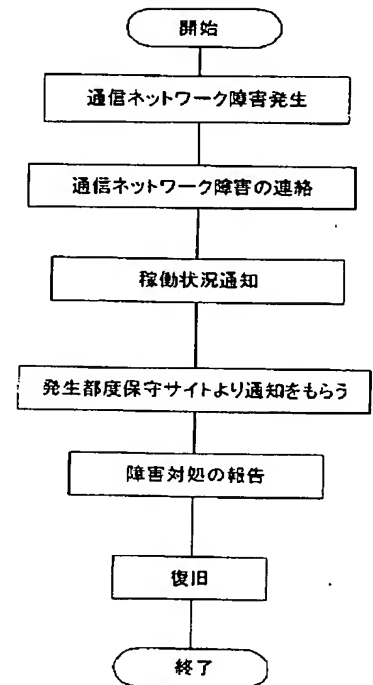 開始
通信ネットワーク障害発生
通信ネットワーク障害の連絡
稼働状況通知
発生都度保守サイトより通知をもらう
障害対処の報告
復旧
終了